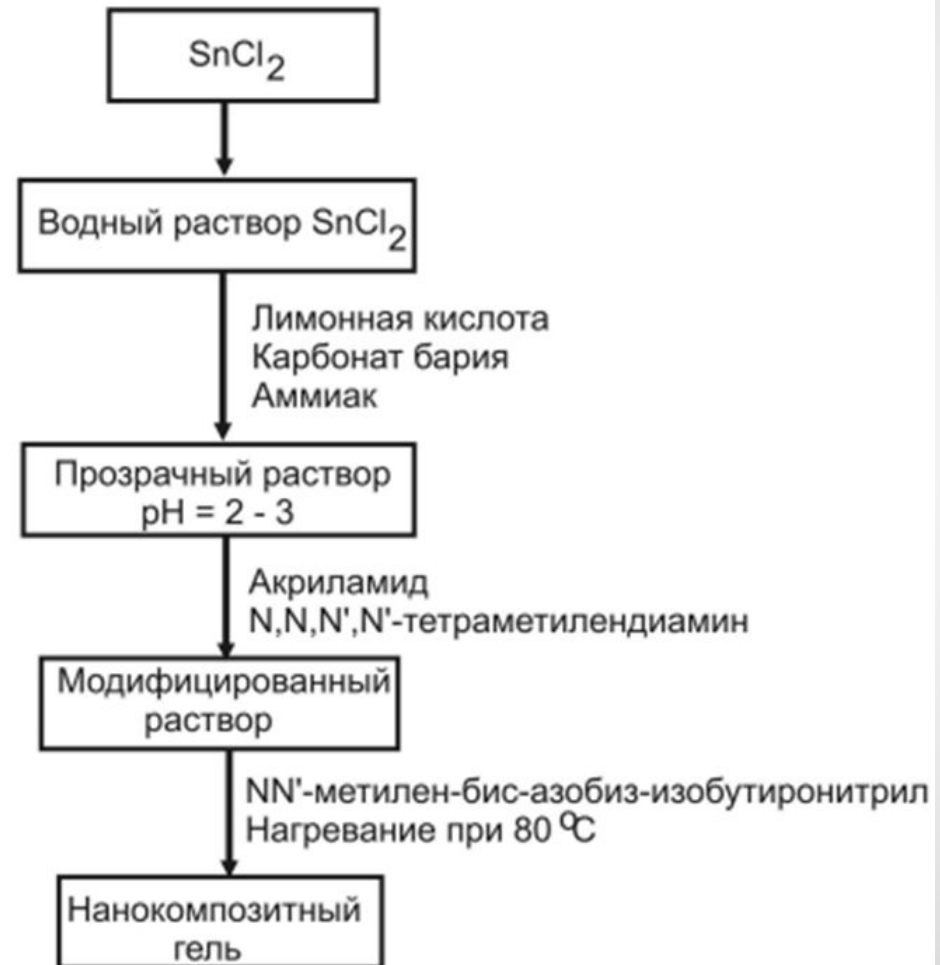 SnCl2
Водный раствор SnCl2
Лимонная кислота
Карбонат бария
Аммиак
Прозрачный раствор
pH = 2 - 3
Акриламид
N,N,N',N'-тетраметилендиамин
Модифицированный
раствор
NN'-метилен-бис-азобиз-изобутиронитрил
Нагревание при 80 ºC
Нанокомпозитный
гель